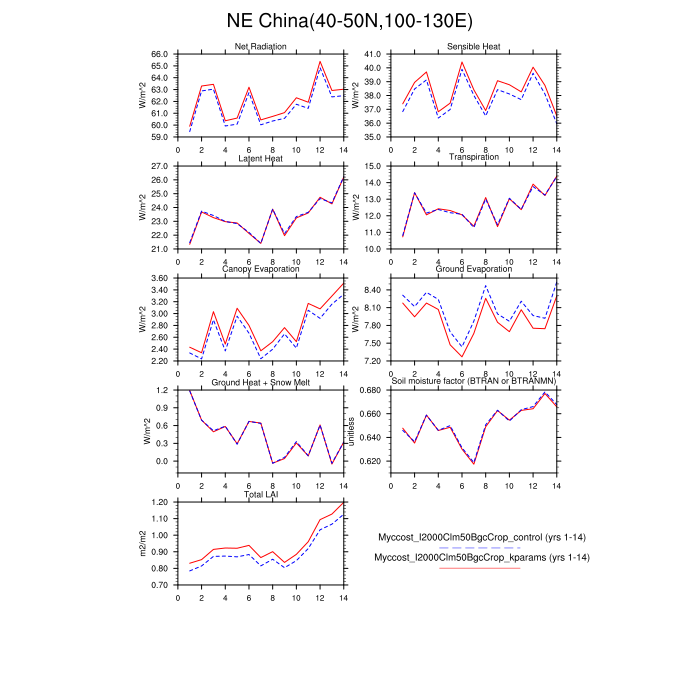 NE China(40-50N,100-130E)
Net Radiation
W/m^2
66.0
65.0
64.0
63.0
62.0
61.0
60.0
59.0
0 2 4 6 8 10 12 14
Sensible Heat
W/m^2
41.0
40.0
39.0
38.0
37.0
36.0
35.0
0 2 4 6 8 10 12 14
Latent Heat
W/m^2
27.0
26.0
25.0
24.0
23.0
22.0
21.0
0 2 4 6 8 10 12 14
Transpiration
W/m^2
15.0
14.0
13.0
12.0
11.0
10.0
0 2 4 6 8 10 12 14
Canopy Evaporation
W/m^2
3.60
3.40
3.20
3.00
2.80
2.60
2.40
2.20
0 2 4 6 8 10 12 14
Ground Evaporation
W/m^2
8.40
8.10
7.80
7.50
7.20
0 2 4 6 8 10 12 14
Ground Heat + Snow Melt
W/m^2
1.2
0.9
0.6
0.3
0.0
0 2 4 6 8 10 12 14
Soil moisture factor (BTRAN or BTRANMN)
unitless
0.680
0.660
0.640
0.620
0 2 4 6 8 10 12 14
Total LAI
m2/m2
1.20
1.10
1.00
0.90
0.80
0.70
0 2 4 6 8 10 12 14
Myccost_I2000Clm50BgcCrop_control (yrs 1-14)
Myccost_I2000Clm50BgcCrop_kparams (yrs 1-14)